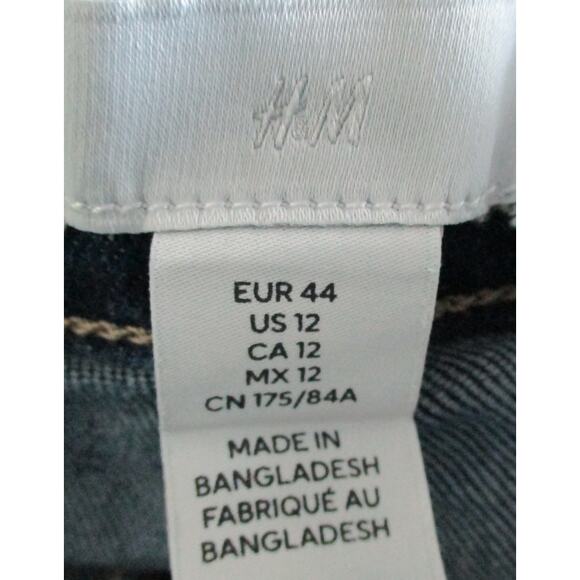 H&M
EUR 44
US 12
CA 12
MX 12
CN 175/84A
MADE IN
BANGLADESH
FABRIQUÉ AU
BANGLADESH